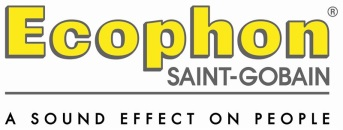 Ecophon®
SAINT-GOBAIN
A SOUND EFFECT ON PEOPLE